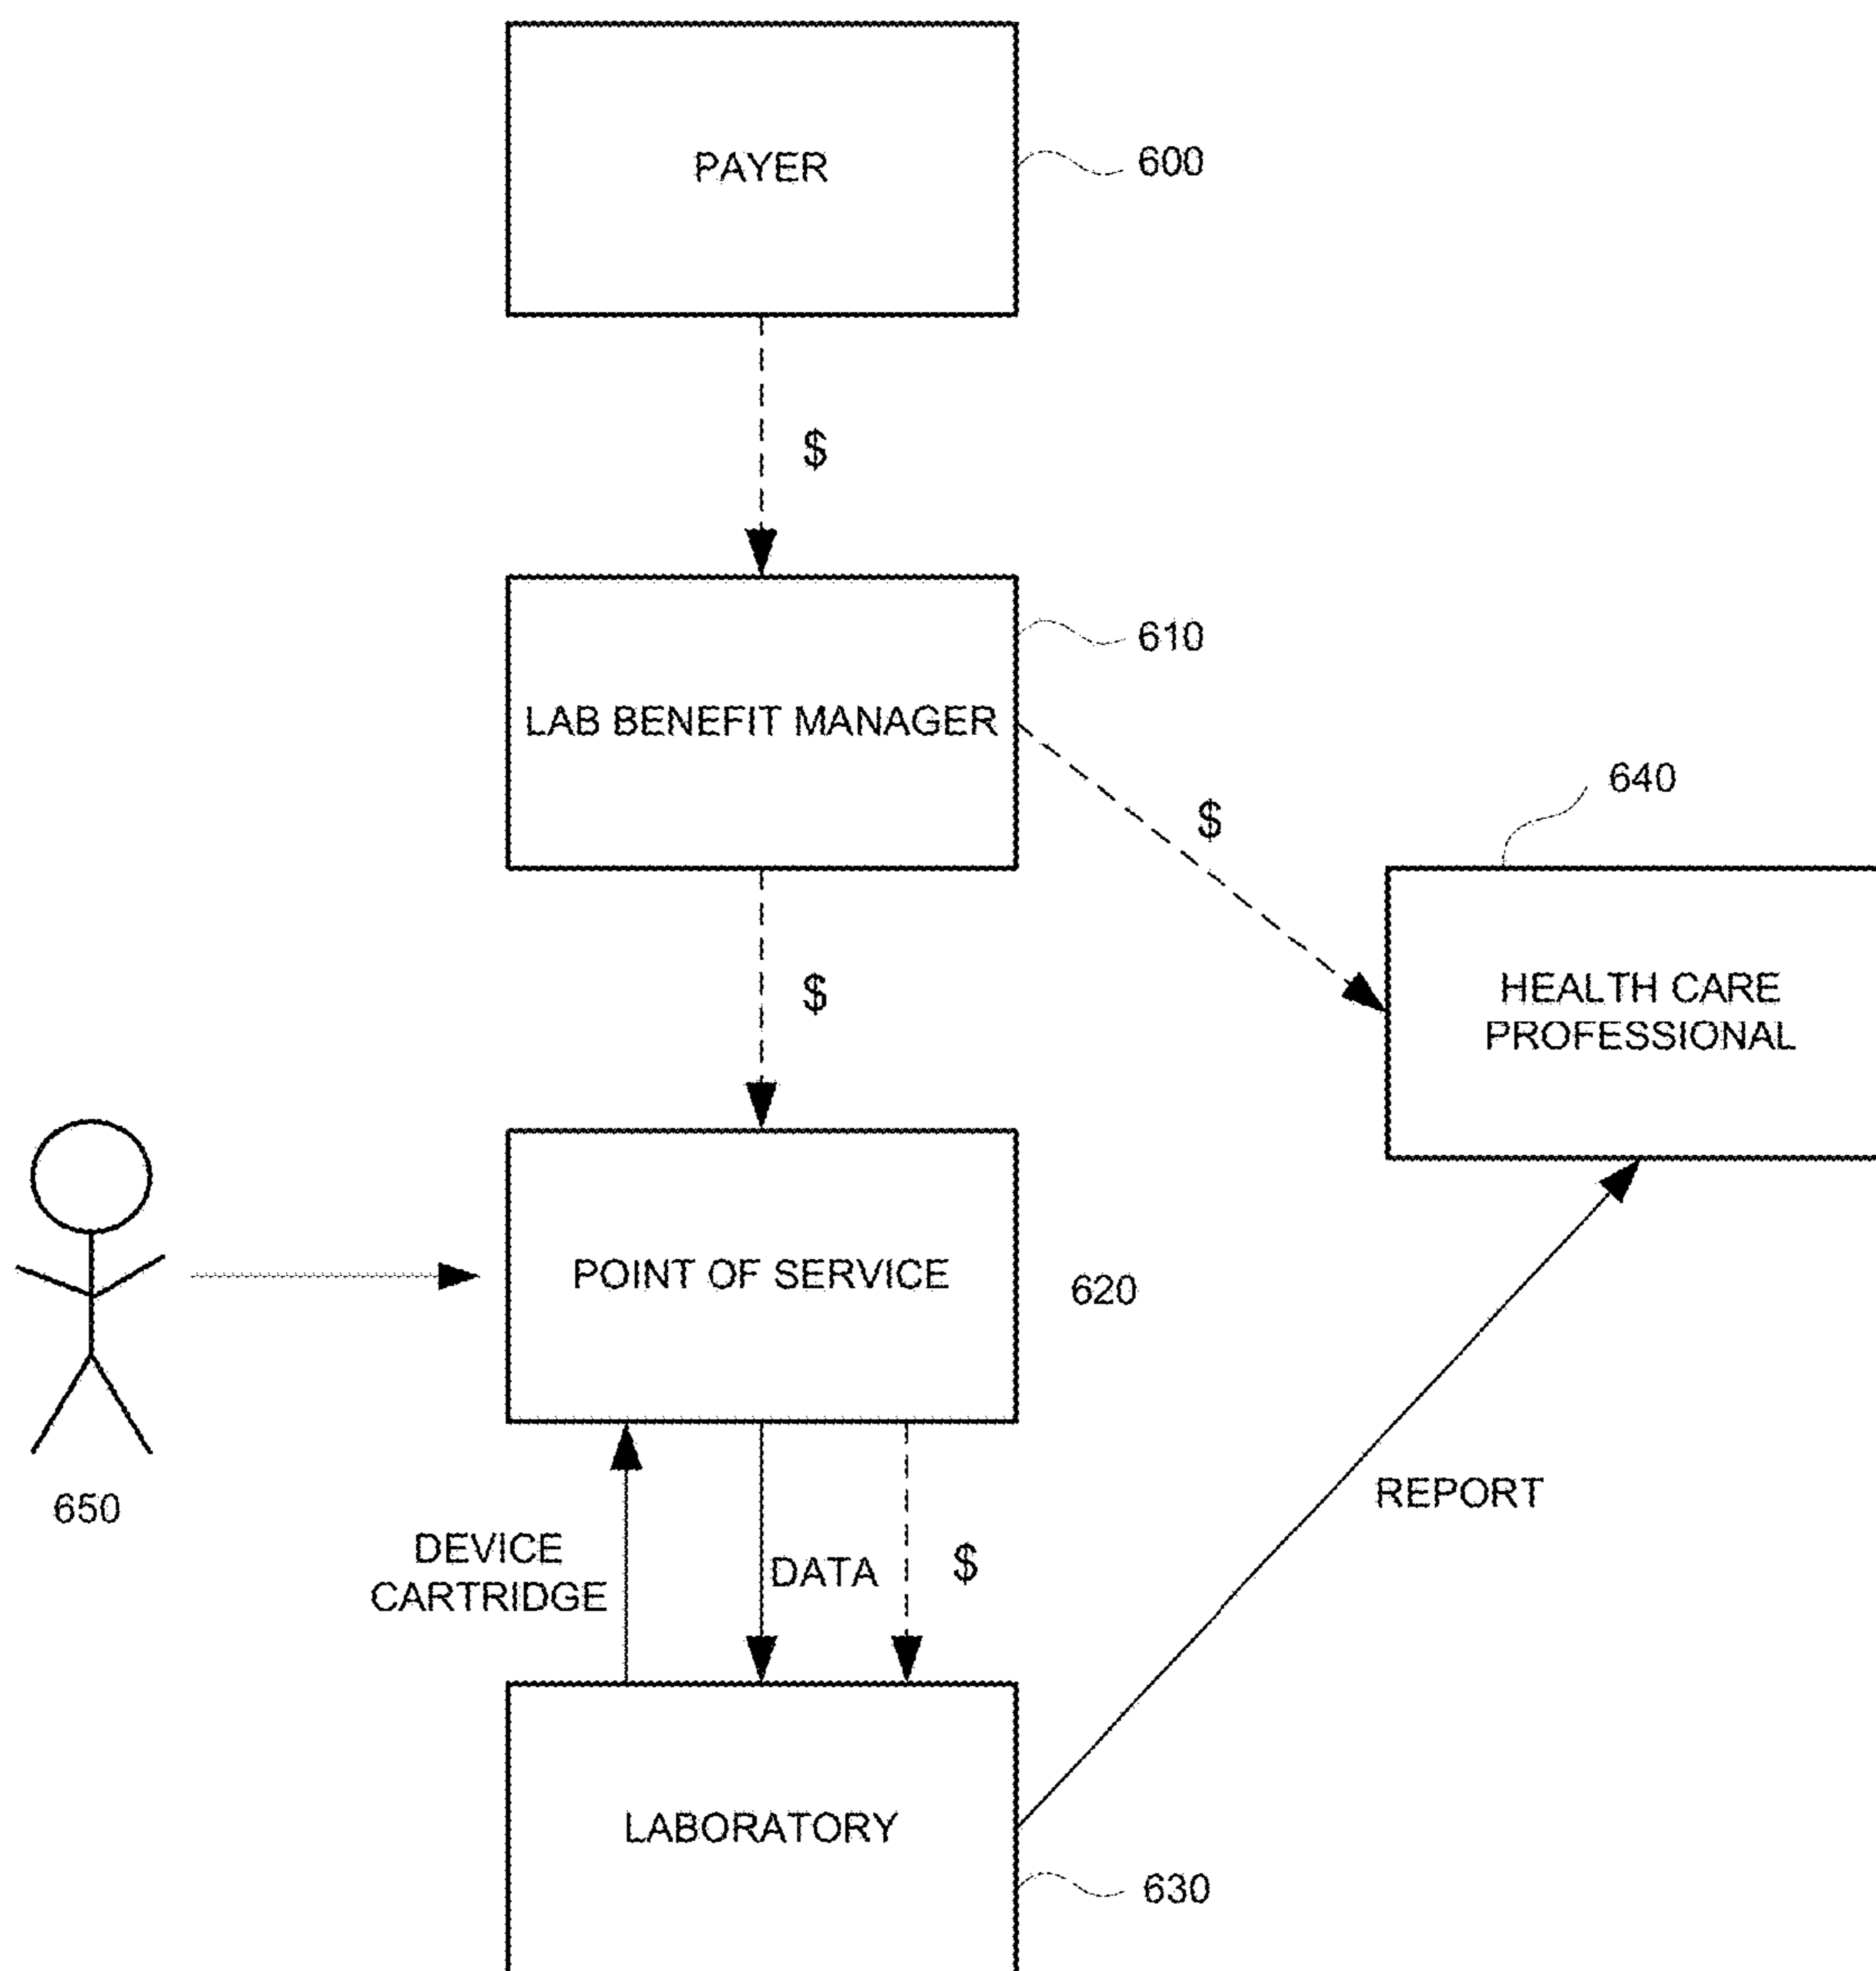 PAYER
600
$
610
LAB BENEFIT MANAGER
640
$
HEALTH CARE
PROFESSIONAL
$
POINT OF SERVICE
620
650
REPORT
DEVICE
CARTRIDGE
DATA
$
LABORATORY
630